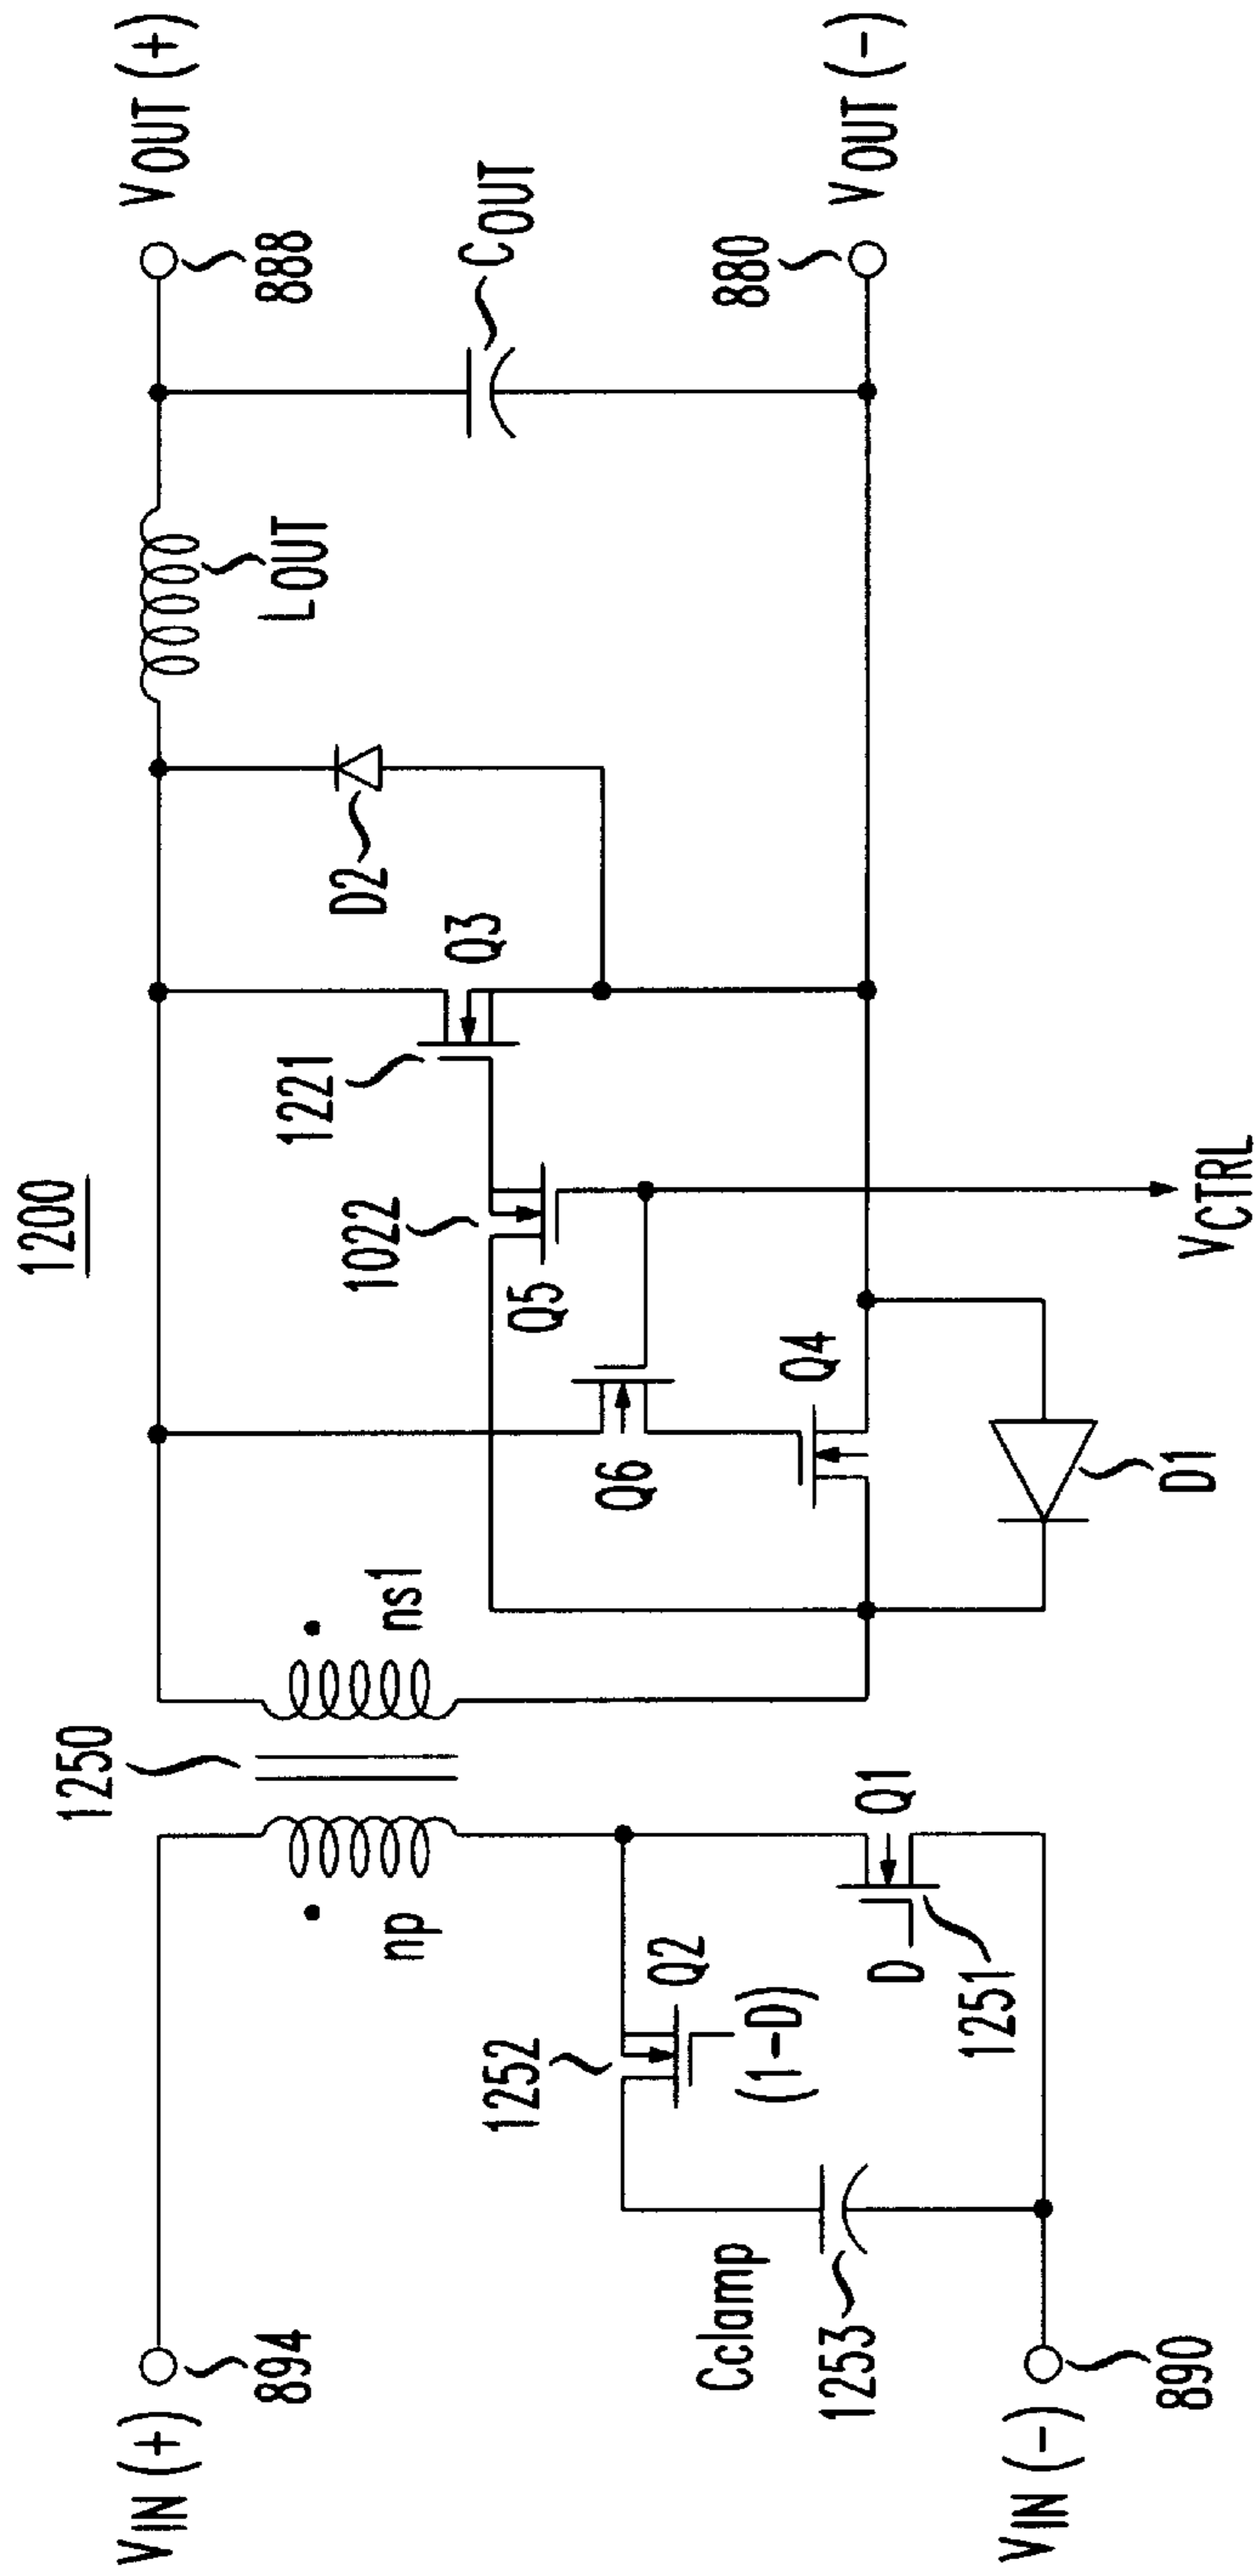 1200
VIN (+)
894
1250
np
ns1
1252
Q2
(1-D)
Cclamp
1253
D
Q1
1251
VIN (-)
890
Q6
Q5
1022
1221
Q3
Q4
D1
VCTRL
D2
LOUT
COUT
888
VOUT (+)
880
VOUT (-)